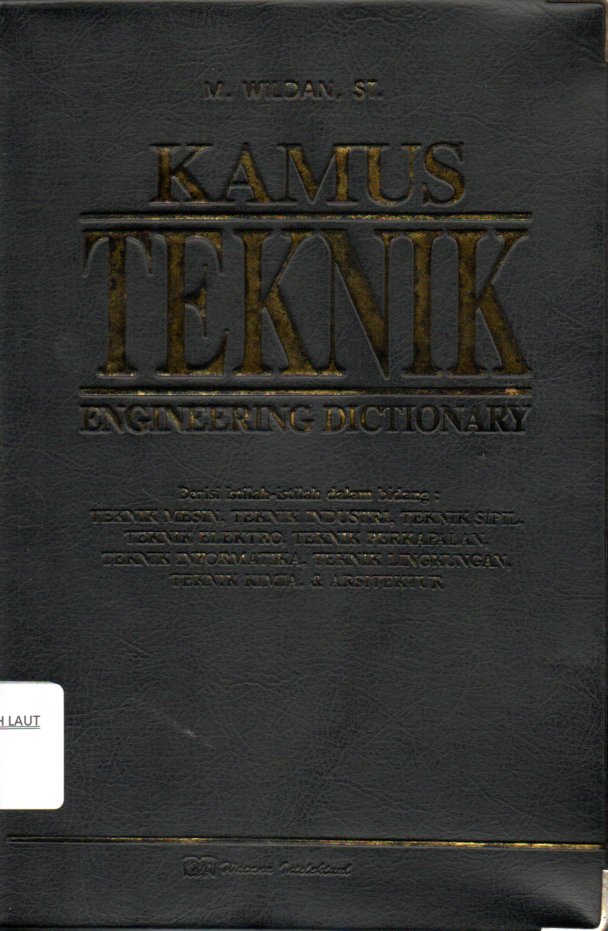 M. WILDAN, ST.
KAMUS
TEKNIK
ENGINEERING DICTIONARY
Berisi istilah-istilah dalam bidang :
TEKNIK MESIN, TEKNIK INDUSTRI, TEKNIK SIPIL,
TEKNIK ELEKTRO, TEKNIK PERKAPALAN,
TEKNIK INFORMATIKA, TEKNIK LINGKUNGAN,
TEKNIK KIMIA, & ARSITEKTUR
H LAUT
Wacana Intelektual